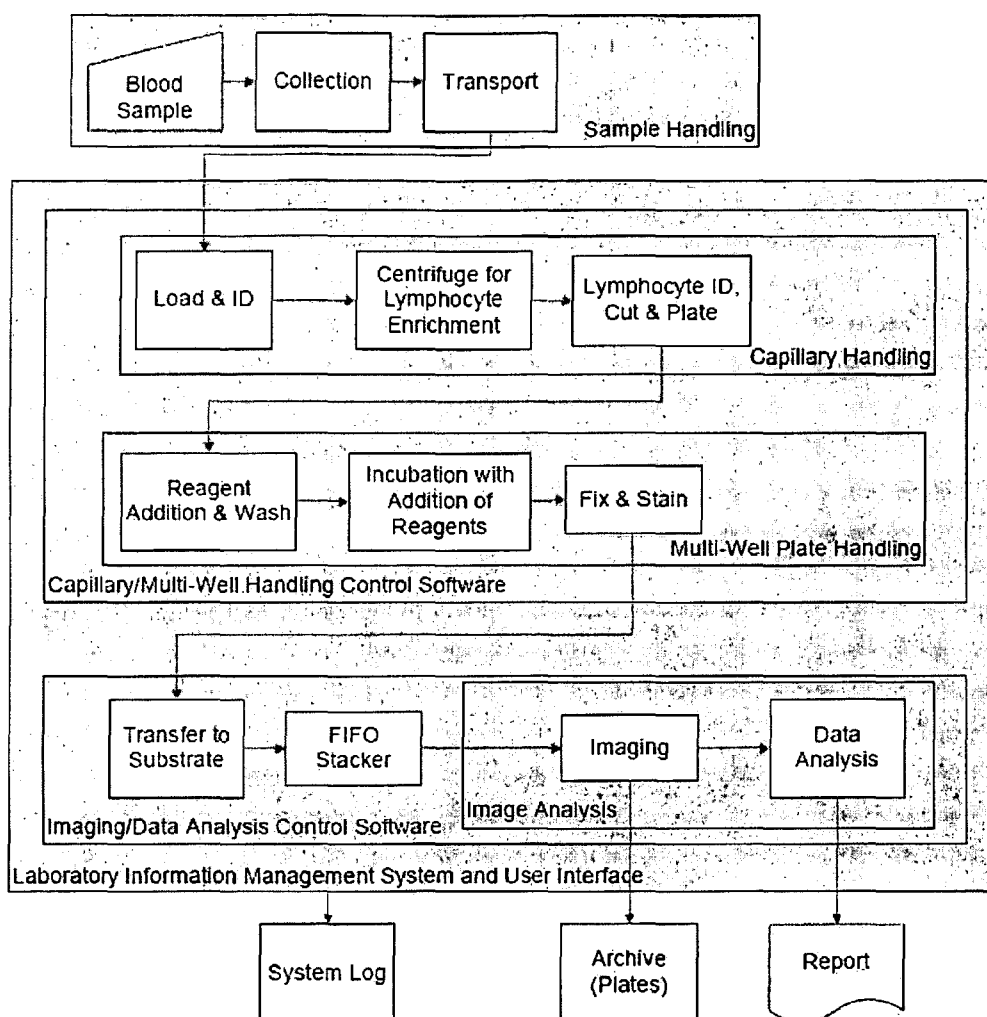 Blood
Sample
Collection
Transport
Sample Handling
Load & ID
Centrifuge for
Lymphocyte
Enrichment
Lymphocyte ID,
Cut & Plate
Capillary Handling
Reagent
Addition & Wash
Incubation with
Addition of
Reagents
Fix & Stain
Multi-Well Plate Handling
Capillary/Multi-Well Handling Control Software
Transfer to
Substrate
FIFO
Stacker
Imaging
Data
Analysis
Image Analysis
Imaging/Data Analysis Control Software
Laboratory Information Management System and User Interface
System Log
Archive
(Plates)
Report